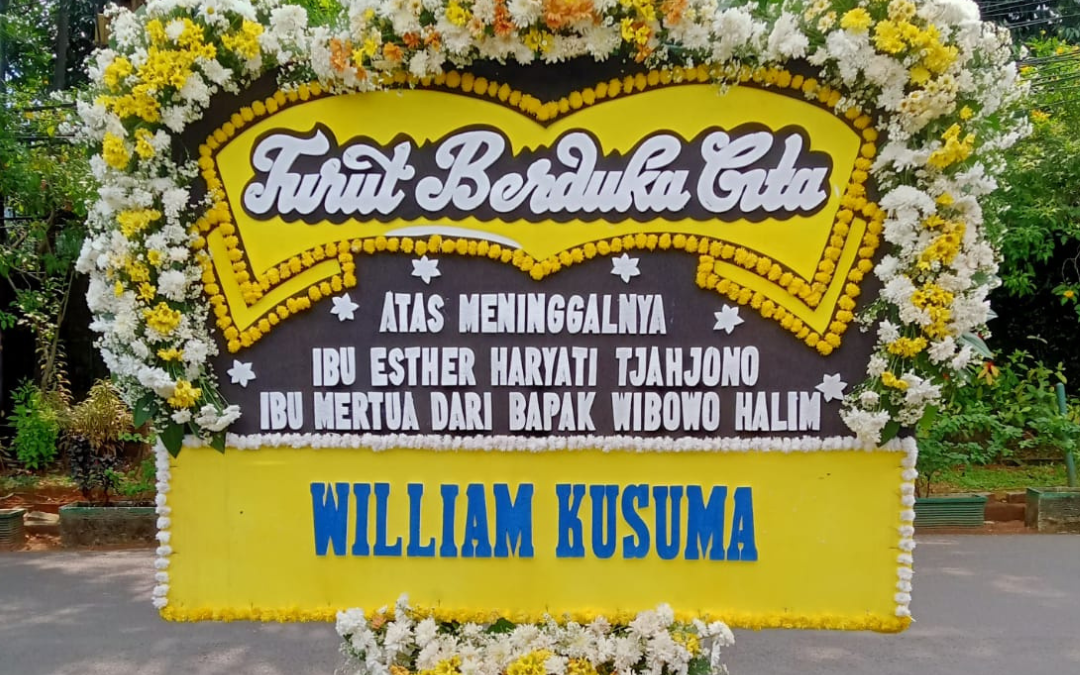 Turut Berduka Cita
ATAS MENINGGALNYA
IBU ESTHER HARYATI TJAHJONO
IBU MERTUA DARI BAPAK WIBOWO HALIM
WILLIAM KUSUMA